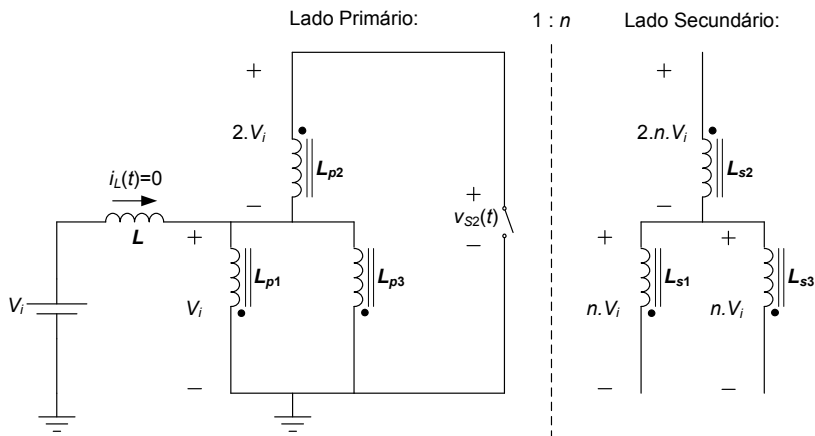 Lado Primário:
1 : n
Lado Secundário:
+
+
2.Vi
Lp2
2.n.Vi
Ls2
iL(t)=0
–
+
vS2(t)
–
–
L
+
+
+
Vi
Vi
Lp1
Lp3
n.Vi
Ls1
n.Vi
Ls3
–
–
–